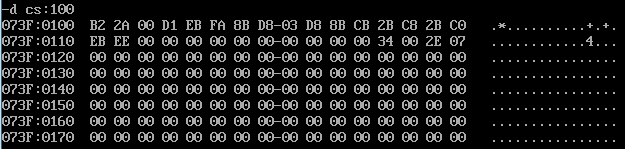 -d cs:100
073F:0100  B2 2A 00 D1 EB FA 8B D8-03 D8 8B CB 2B C8 2B C0   .*..........+.+.
073F:0110  EB EE 00 00 00 00 00 00-00 00 00 00 34 00 2E 07   ............4...
073F:0120  00 00 00 00 00 00 00 00-00 00 00 00 00 00 00 00   ................
073F:0130  00 00 00 00 00 00 00 00-00 00 00 00 00 00 00 00   ................
073F:0140  00 00 00 00 00 00 00 00-00 00 00 00 00 00 00 00   ................
073F:0150  00 00 00 00 00 00 00 00-00 00 00 00 00 00 00 00   ................
073F:0160  00 00 00 00 00 00 00 00-00 00 00 00 00 00 00 00   ................
073F:0170  00 00 00 00 00 00 00 00-00 00 00 00 00 00 00 00   ................